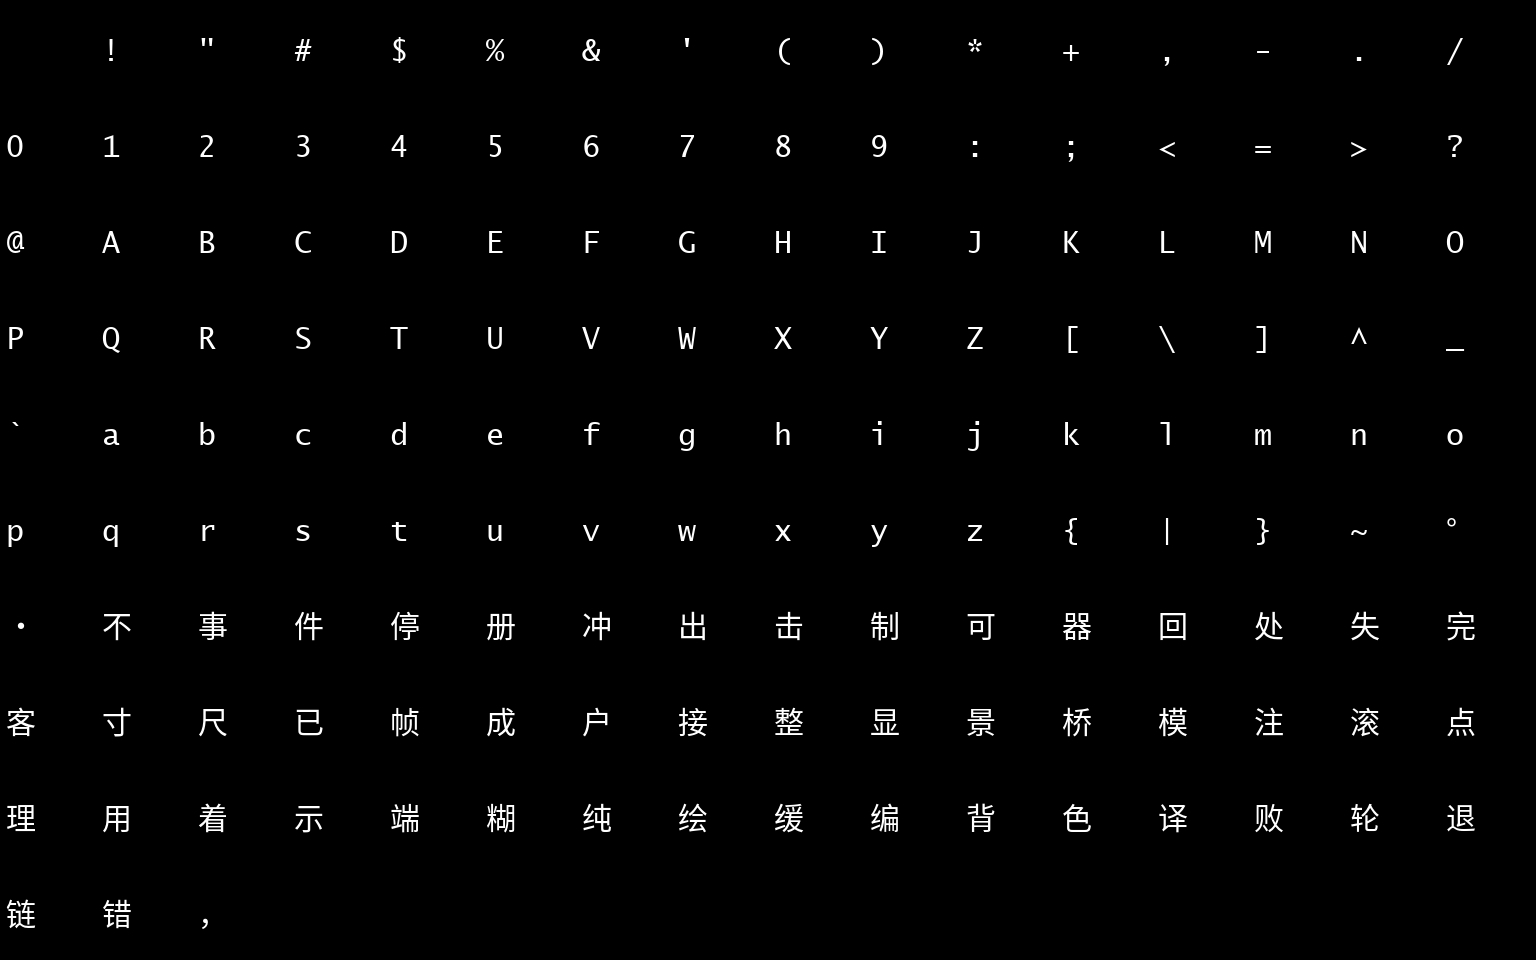 ! " # $ % & ' ( ) * + , - . /
0 1 2 3 4 5 6 7 8 9 : ; < = > ?
@ A B C D E F G H I J K L M N O
P Q R S T U V W X Y Z [ \ ] ^ _
` a b c d e f g h i j k l m n o
p q r s t u v w x y z { | } ~ °
· 不 事 件 停 册 冲 出 击 制 可 器 回 处 失 完
客 寸 尺 已 帧 成 户 接 整 显 景 桥 模 注 滚 点
理 用 着 示 端 糊 纯 绘 缓 编 背 色 译 败 轮 退
链 错 ，